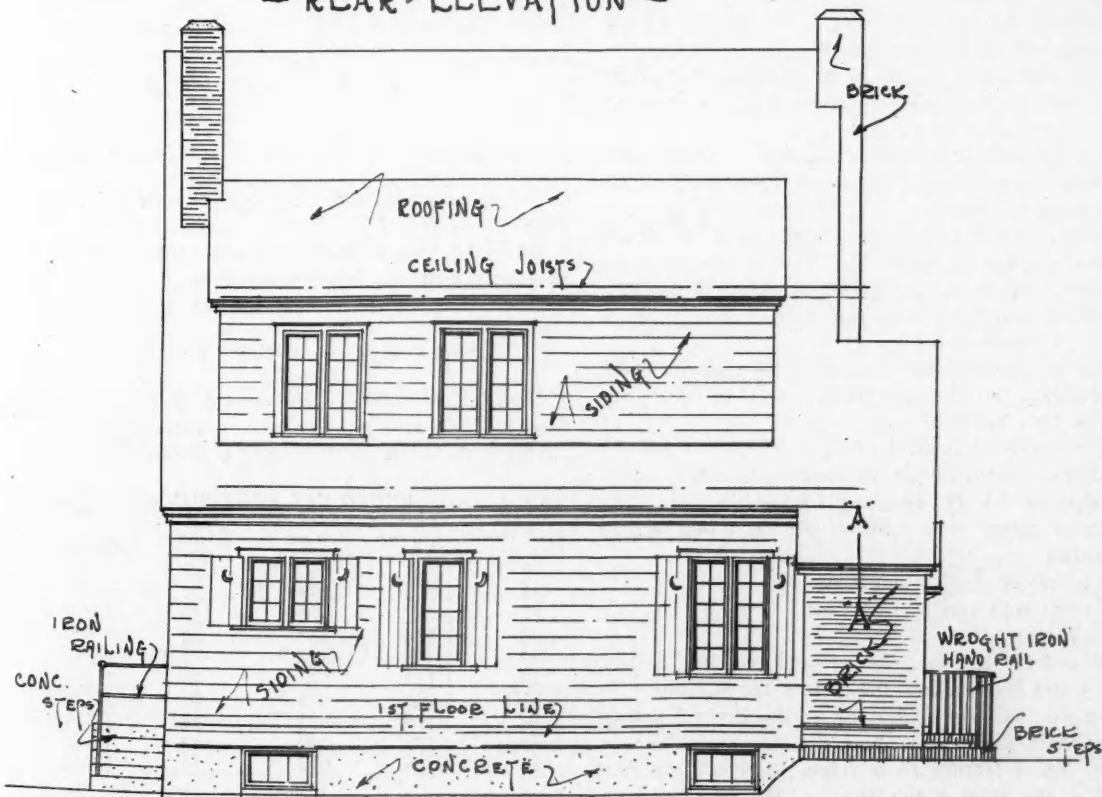 - REAR - ELEVATION -
BRICK
ROOFING
CEILING JOISTS
SIDING
A
A
IRON
RAILING
CONC.
STEPS
SIDING
1ST FLOOR LINE
BRICK
WROGHT IRON
HAND RAIL
BRICK
STEPS
CONCRETE